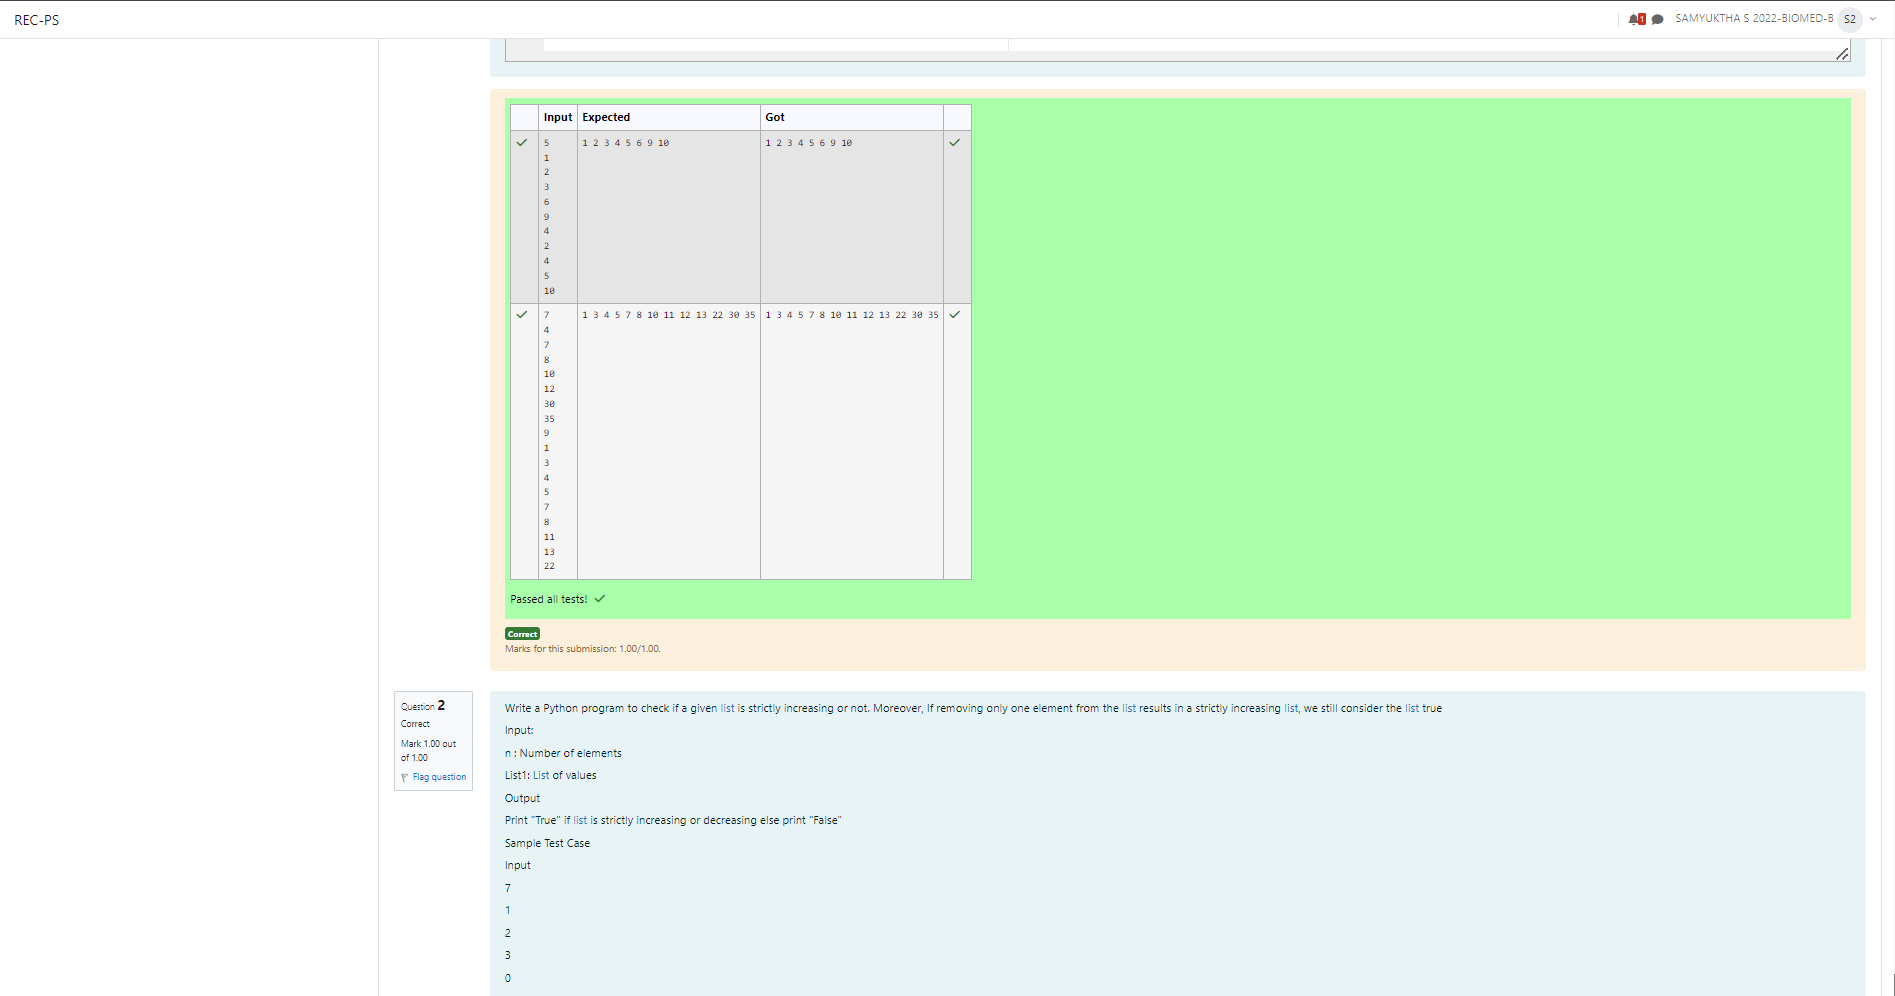 REC-PS
1
SAMYUKTHA S 2022-BIOMED-B S2
Input Expected Got
5 1 2 3 4 5 6 9 10 1 2 3 4 5 6 9 10
1
2
3
6
9
4
2
4
5
10
7 1 3 4 5 7 8 10 11 12 13 22 30 35 1 3 4 5 7 8 10 11 12 13 22 30 35
4
7
8
10
12
30
35
9
1
3
4
5
7
8
11
13
22
Passed all tests!
Correct
Marks for this submission: 1.00/1.00.
Question 2
Correct
Mark 1.00 out
of 1.00
Flag question
Write a Python program to check if a given list is strictly increasing or not. Moreover, If removing only one element from the list results in a strictly increasing list, we still consider the list true
Input:
n : Number of elements
List1: List of values
Output
Print "True" if list is strictly increasing or decreasing else print "False"
Sample Test Case
Input
7
1
2
3
0